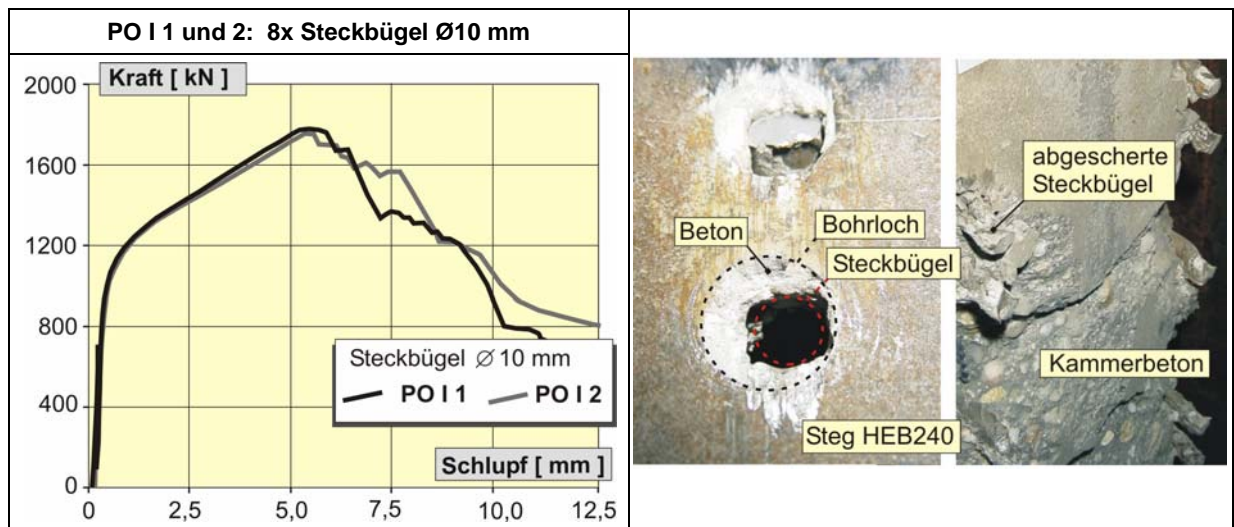 PO I 1 und 2: 8x Steckbügel Ø10 mm
Kraft [ kN ]
2000
1600
1200
800
400
0
Steckbügel ∅ 10 mm
PO I 1 PO I 2
Schlupf [ mm ]
0 2,5 5,0 7,5 10,0 12,5
Beton
Bohrloch
Steckbügel
Steg HEB240
abgescherte
Steckbügel
Kammerbeton